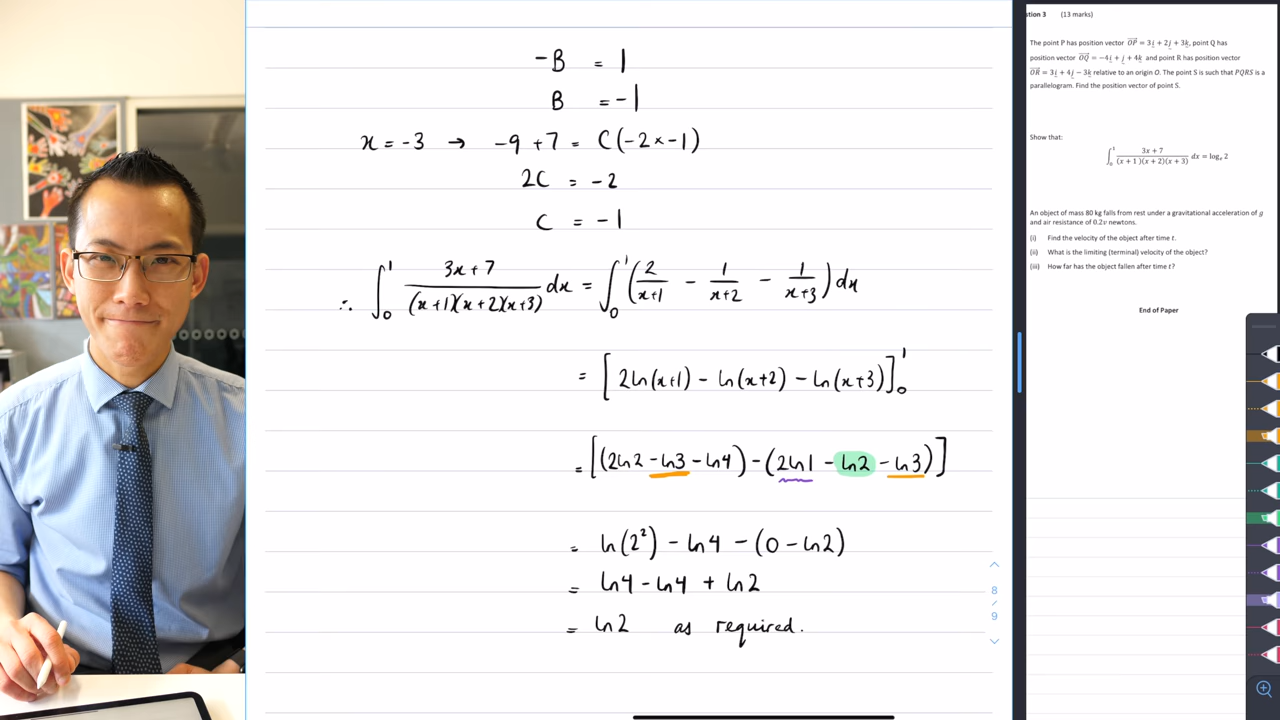 -B = 1
B = -1
x = -3 → -9 + 7 = C(-2 × -1)
2C = -2
C = -1
∴ ∫₀¹ (3x+7)/((x+1)(x+2)(x+3)) dx = ∫₀¹ (2/(x+1) - 1/(x+2) - 1/(x+3)) dx
= [2ln(x+1) - ln(x+2) - ln(x+3)]₀¹
= [(2ln2 - ln3 - ln4) - (2ln1 - ln2 - ln3)]
= ln(2²) - ln4 - (0 - ln2)
= ln4 - ln4 + ln2
= ln2 as required.
8
/
9
stion 3 (13 marks)
The point P has position vector OP = 3i + 2j + 3k, point Q has
position vector OQ = −4i + j + 4k and point R has position vector
OR = 3i + 4j − 3k relative to an origin O. The point S is such that PQRS is a
parallelogram. Find the position vector of point S.
Show that:
∫₀¹ (3x + 7)/((x + 1)(x + 2)(x + 3)) dx = logₑ 2
An object of mass 80 kg falls from rest under a gravitational acceleration of g
and air resistance of 0.2v newtons.
(i) Find the velocity of the object after time t.
(ii) What is the limiting (terminal) velocity of the object?
(iii) How far has the object fallen after time t?
End of Paper